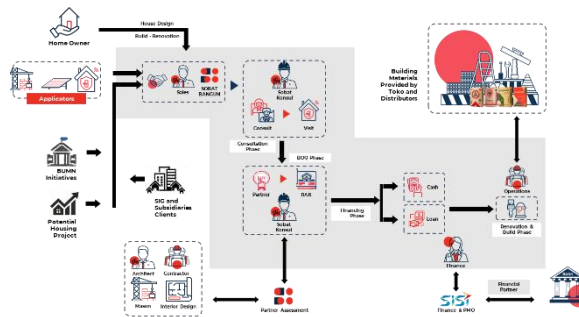 House Design
Build - Renovation
Home Owner
Applicators
Sales
SOBAT
BANGUN
Sobat
Konsul
Consult
Visit
Building
Materials
Provided by
Toko and
Distributors
Consultation
Phase
BOQ Phase
BUMN
Initiatives
SIG and
Subsidiaries
Clients
Potential
Housing
Project
Partner
RAB
Sobat
Konsul
Financing
Phase
Cash
Loan
Operations
Renovation
& Build Phase
Finance
Architect
Contractor
Mason
Interior Design
Partner Assessment
SiSi
Finance & PMO
Financial
Partner
BANK